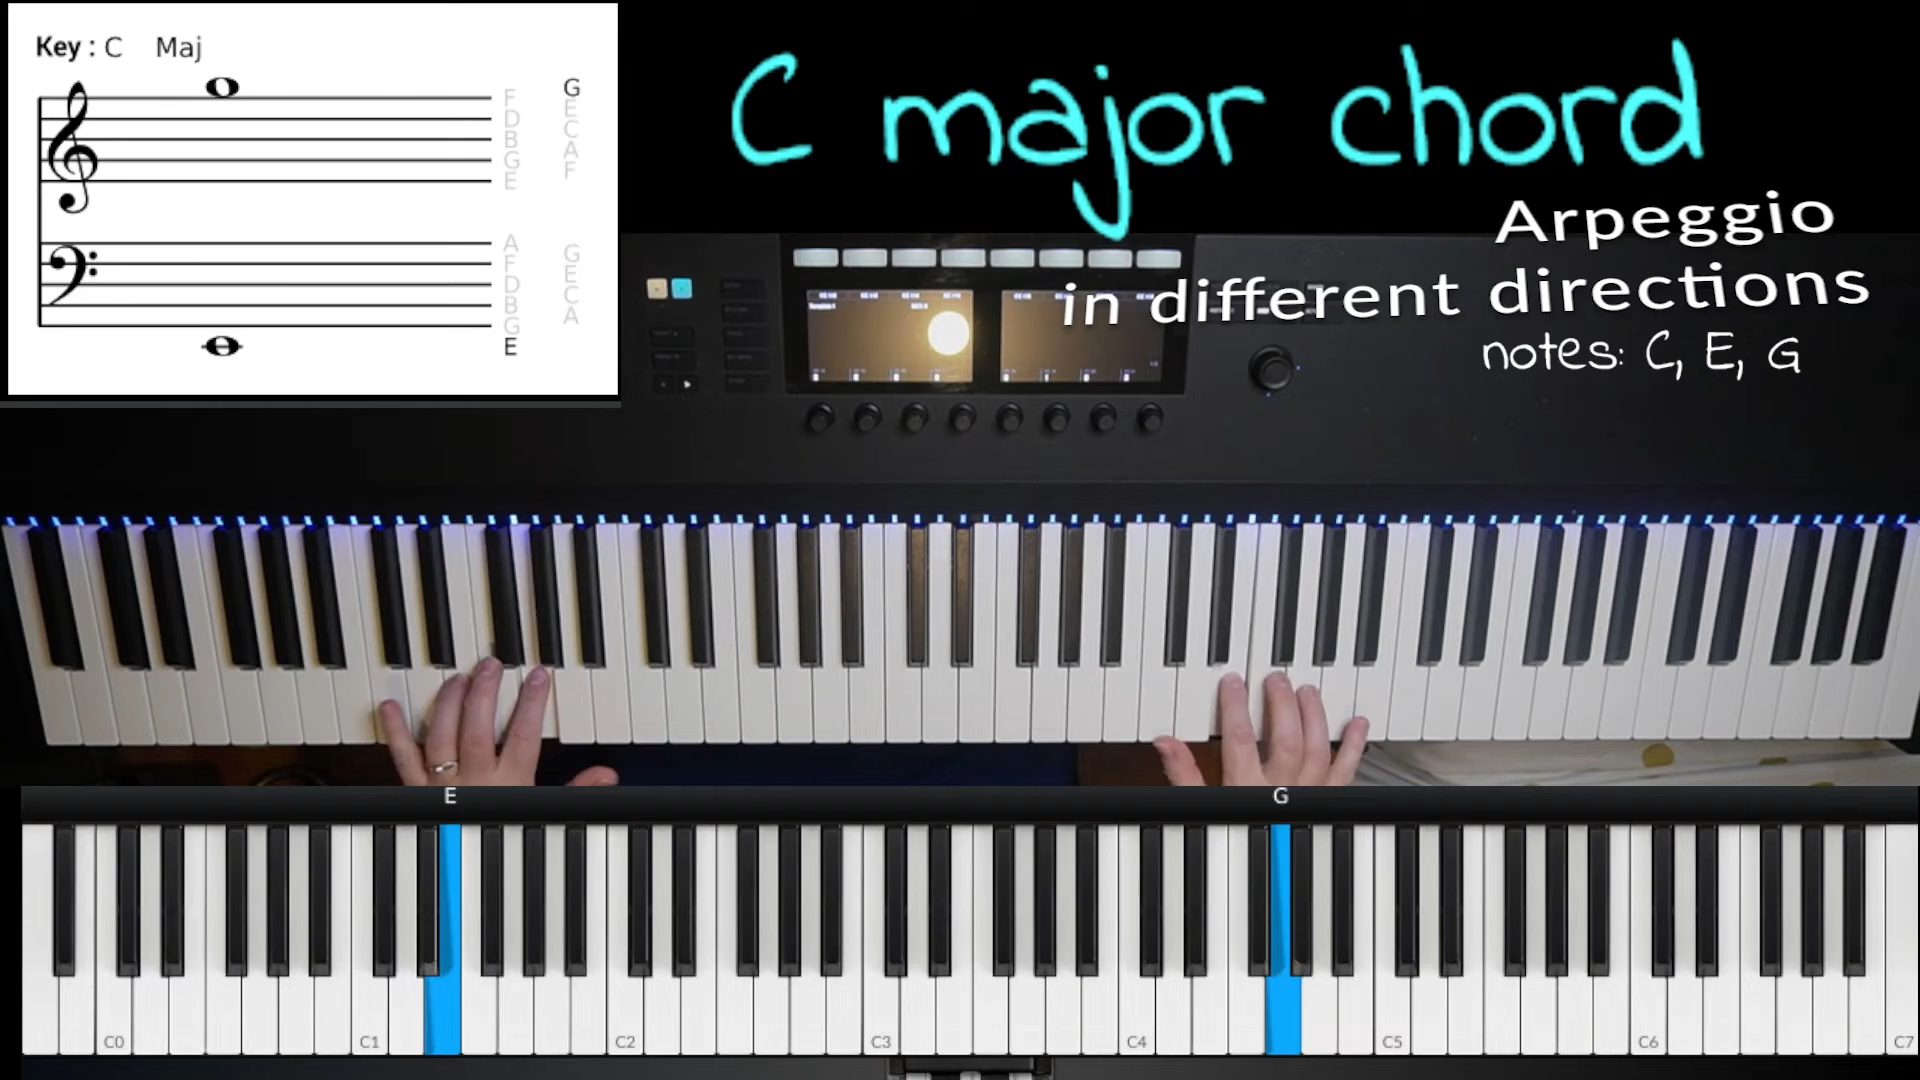 Key : C Maj
G
F
E
D
C
B
A
G
F
E
A
G
F
E
D
C
B
A
G
E
C major chord
Arpeggio
in different directions
notes: C, E, G
E G
C0 C1 C2 C3 C4 C5 C6 C7